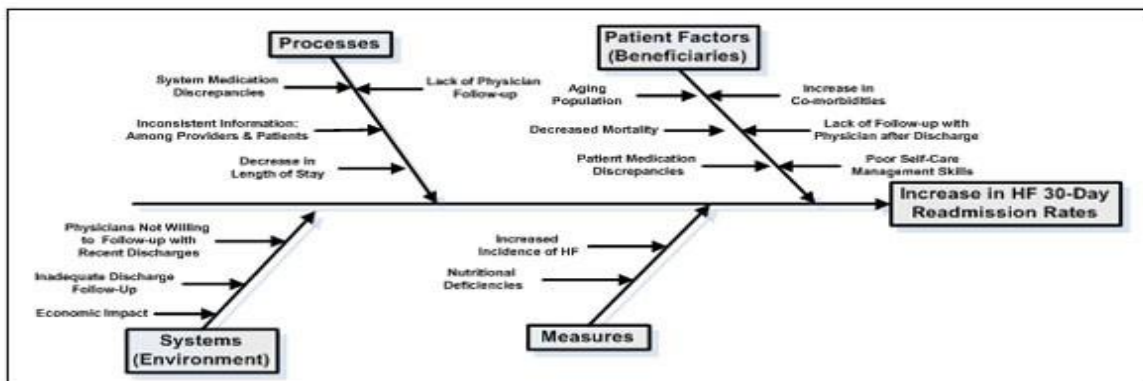 Processes
System Medication
Discrepancies
Lack of Physician
Follow-up
Inconsistent Information:
Among Providers & Patients
Decrease in
Length of Stay
Patient Factors
(Beneficiaries)
Aging
Population
Increase in
Co-morbidities
Decreased Mortality
Lack of Follow-up with
Physician after Discharge
Patient Medication
Discrepancies
Poor Self-Care
Management Skills
Increase in HF 30-Day
Readmission Rates
Physicians Not Willing
to Follow-up with
Recent Discharges
Inadequate Discharge
Follow-Up
Economic Impact
Systems
(Environment)
Increased
Incidence of HF
Nutritional
Deficiencies
Measures